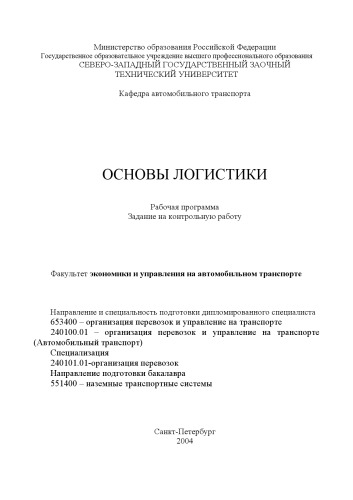 Министерство образования Российской Федерации
Государственное образовательное учреждение высшего профессионального образования
СЕВЕРО-ЗАПАДНЫЙ ГОСУДАРСТВЕННЫЙ ЗАОЧНЫЙ
ТЕХНИЧЕСКИЙ УНИВЕРСИТЕТ
Кафедра автомобильного транспорта
ОСНОВЫ ЛОГИСТИКИ
Рабочая программа
Задание на контрольную работу
Факультет экономики и управления на автомобильном транспорте
Направление и специальность подготовки дипломированного специалиста
653400 – организация перевозок и управление на транспорте
240100.01 – организация перевозок и управление на транспорте
(Автомобильный транспорт)
Специализация
240101.01-организация перевозок
Направление подготовки бакалавра
551400 – наземные транспортные системы
Санкт-Петербург
2004